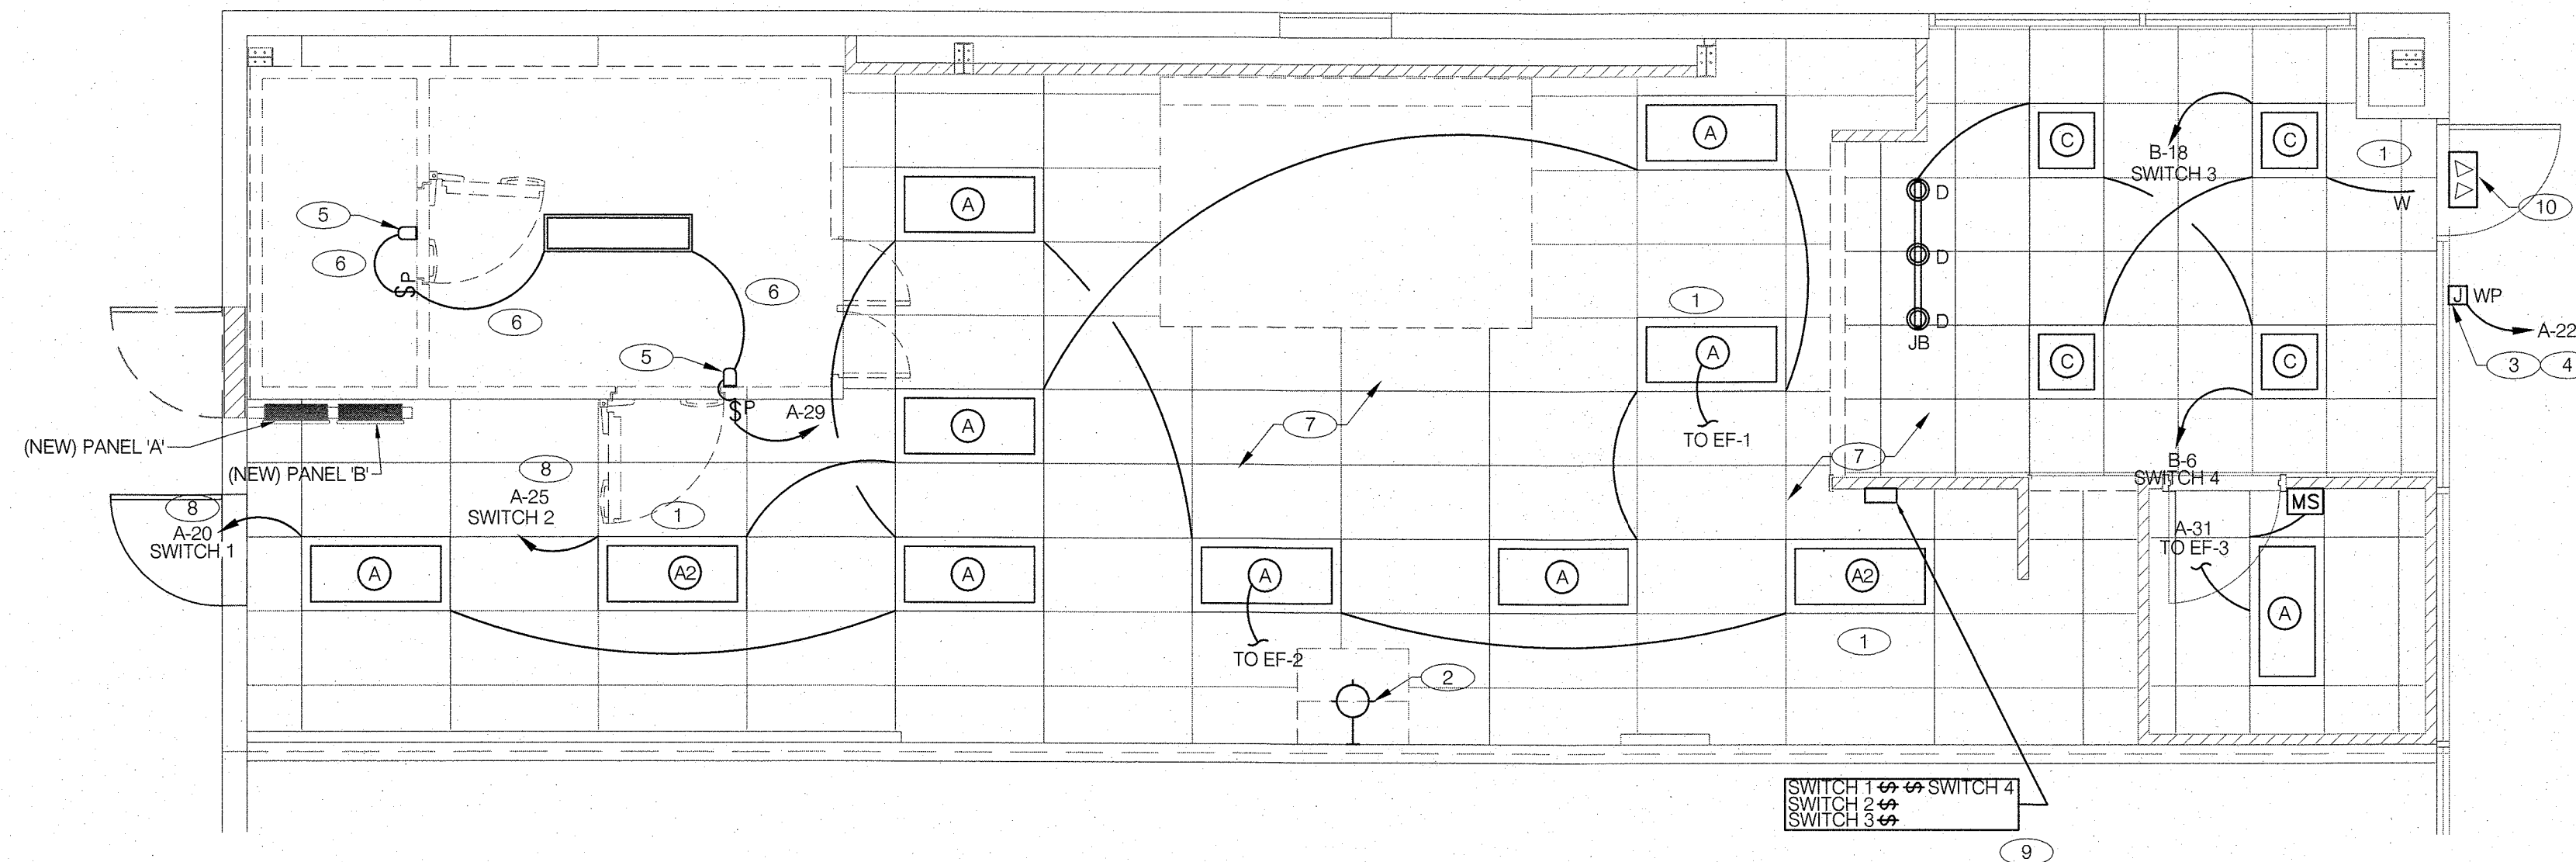 A
C
C
1
B-18
SWITCH 3
A
5
D
W
10
6
6
1
D
J WP
6
D
A-22
JB
5
A
C
C
3
4
$P
$P
A-29
A
7
TO EF-1
(NEW) PANEL 'A'
(NEW) PANEL 'B'
8
7
B-6
SWITCH 4
8
A-25
SWITCH 2
1
MS
A-20
SWITCH 1
A-31
TO EF-3
A
A2
A
A
A
A2
A
TO EF-2
1
2
SWITCH 1 $ $ SWITCH 4
SWITCH 2 $
SWITCH 3 $
9